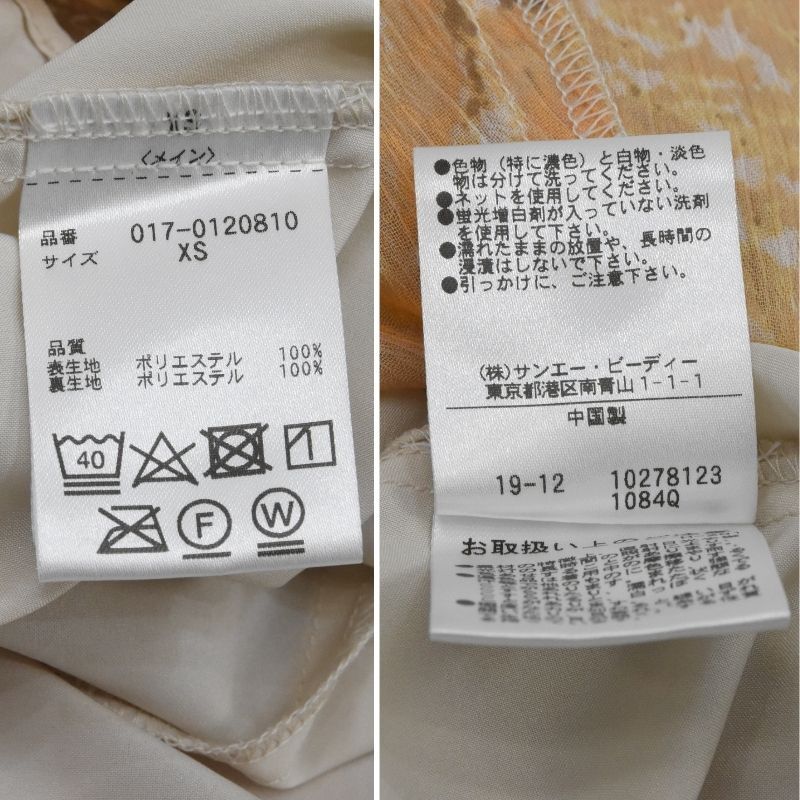 〈メイン〉
品番 017-0120810
サイズ XS
品質
表生地 ポリエステル 100%
裏生地 ポリエステル 100%
40
F
W
●色物（特に濃色）と白物・淡色
物は分けて洗ってください。
●ネットを使用してください。
●蛍光増白剤が入っていない洗剤
を使用して下さい。
●濡れたままの放置や、長時間の
浸漬はしないで下さい。
●引っかけに、ご注意下さい。
(株)サンエー・ビーディー
東京都港区南青山1-1-1
中国製
19-12 10278123
1084Q
お取扱い上の